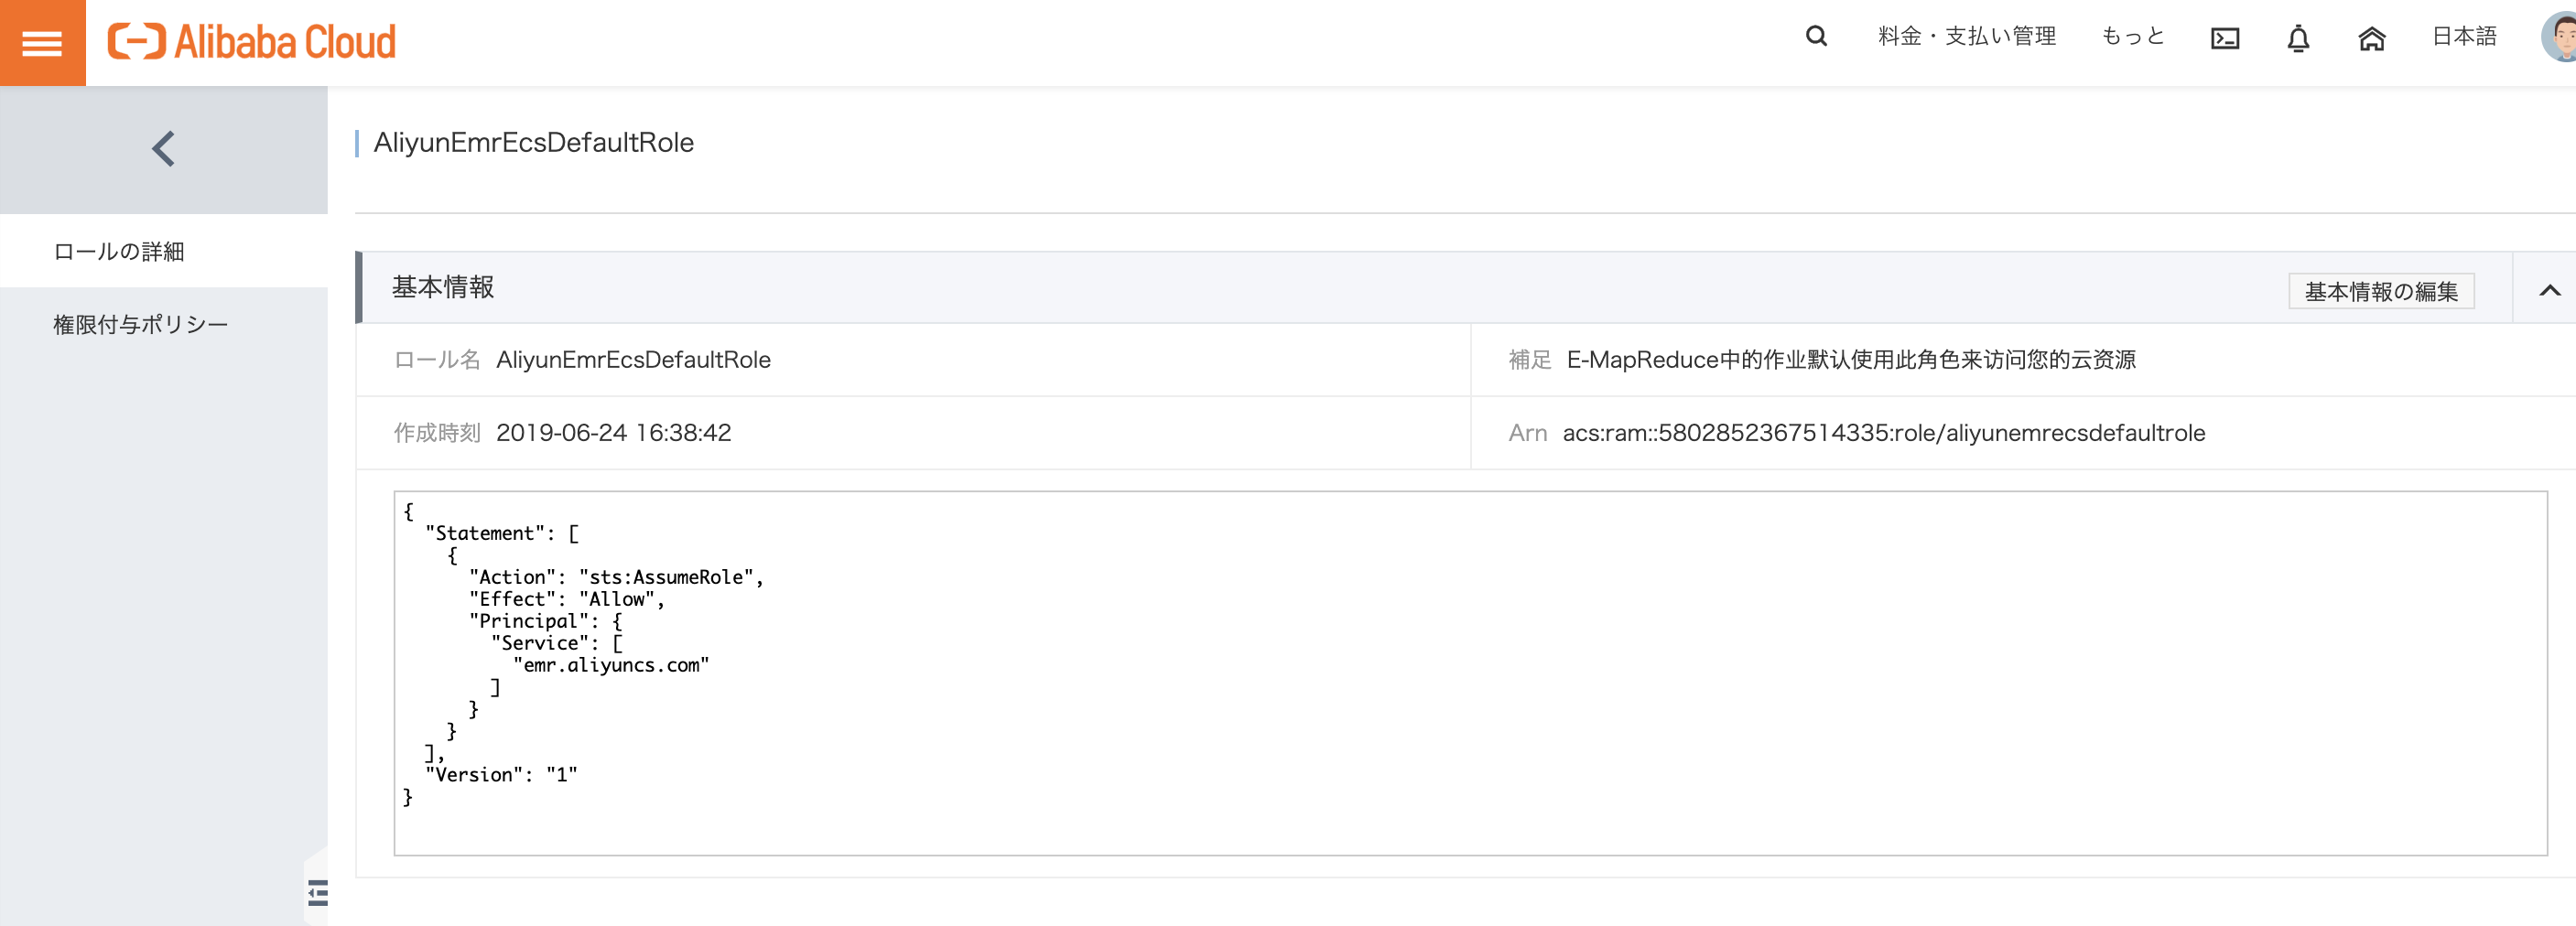 Alibaba Cloud
料金・支払い管理 もっと 日本語
AliyunEmrEcsDefaultRole
ロールの詳細
権限付与ポリシー
基本情報
基本情報の編集
ロール名 AliyunEmrEcsDefaultRole
補足 E-MapReduce中的作业默认使用此角色来访问您的云资源
作成時刻 2019-06-24 16:38:42
Arn acs:ram::5802852367514335:role/aliyunemrecsdefaultrole
{
  "Statement": [
    {
      "Action": "sts:AssumeRole",
      "Effect": "Allow",
      "Principal": {
        "Service": [
          "emr.aliyuncs.com"
        ]
      }
    }
  ],
  "Version": "1"
}